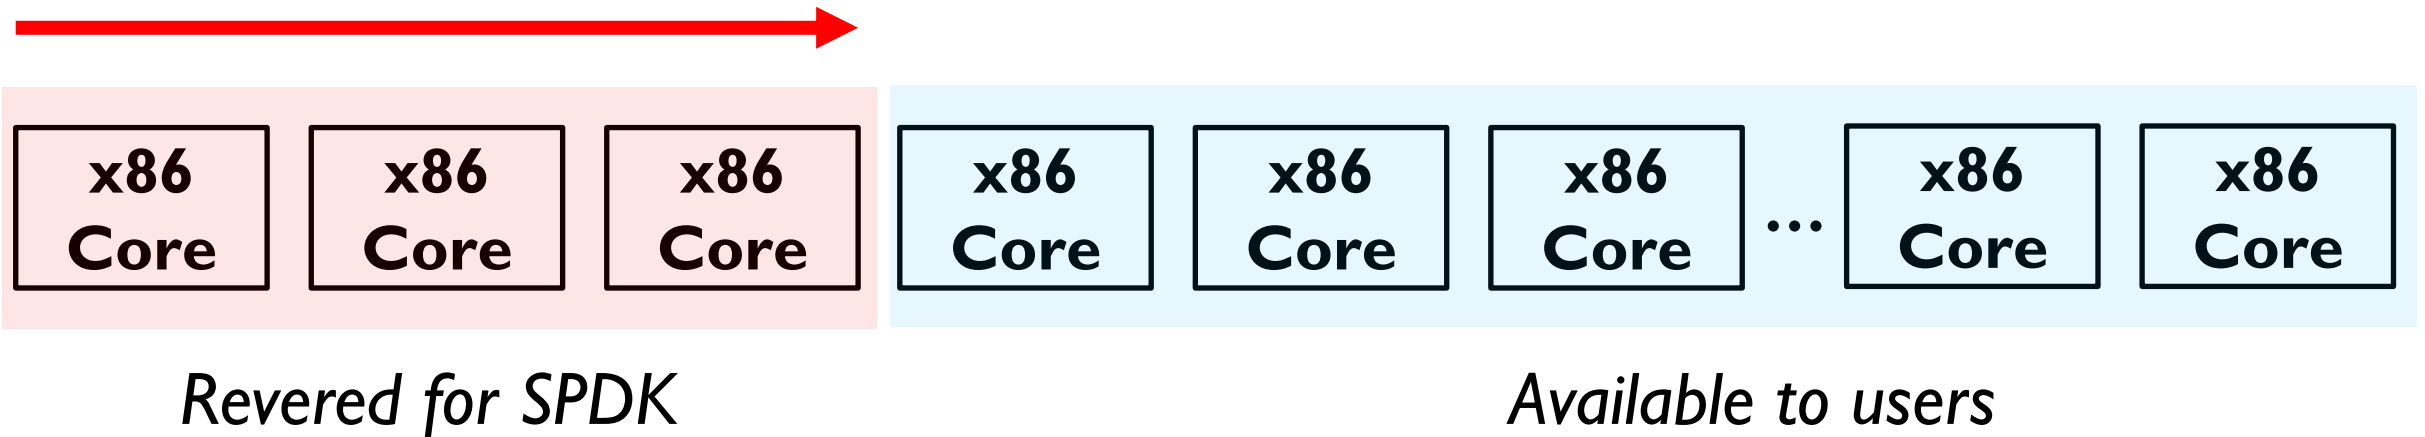 x86
Core
x86
Core
x86
Core
x86
Core
x86
Core
x86
Core
...
x86
Core
x86
Core
Revered for SPDK
Available to users